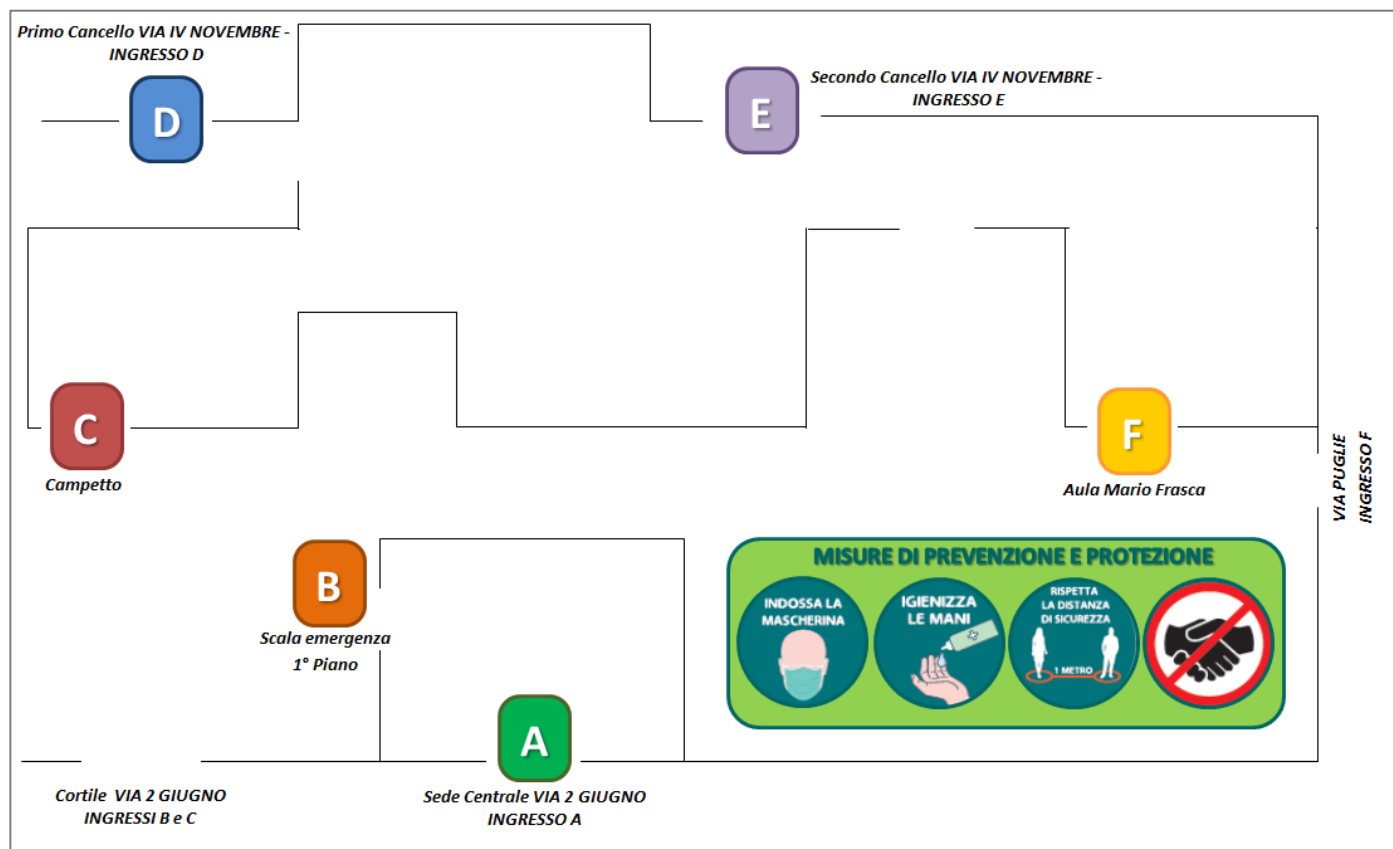 Primo Cancello VIA IV NOVEMBRE -
INGRESSO D
D
Secondo Cancello VIA IV NOVEMBRE -
INGRESSO E
E
C
Campetto
F
Aula Mario Frasca
VIA PUGLIE
INGRESSO F
B
Scala emergenza
1° Piano
MISURE DI PREVENZIONE E PROTEZIONE
INDOSSA LA
MASCHERINA
IGIENIZZA
LE MANI
RISPETTA
LA DISTANZA
DI SICUREZZA
1 METRO
A
Cortile VIA 2 GIUGNO
INGRESSI B e C
Sede Centrale VIA 2 GIUGNO
INGRESSO A